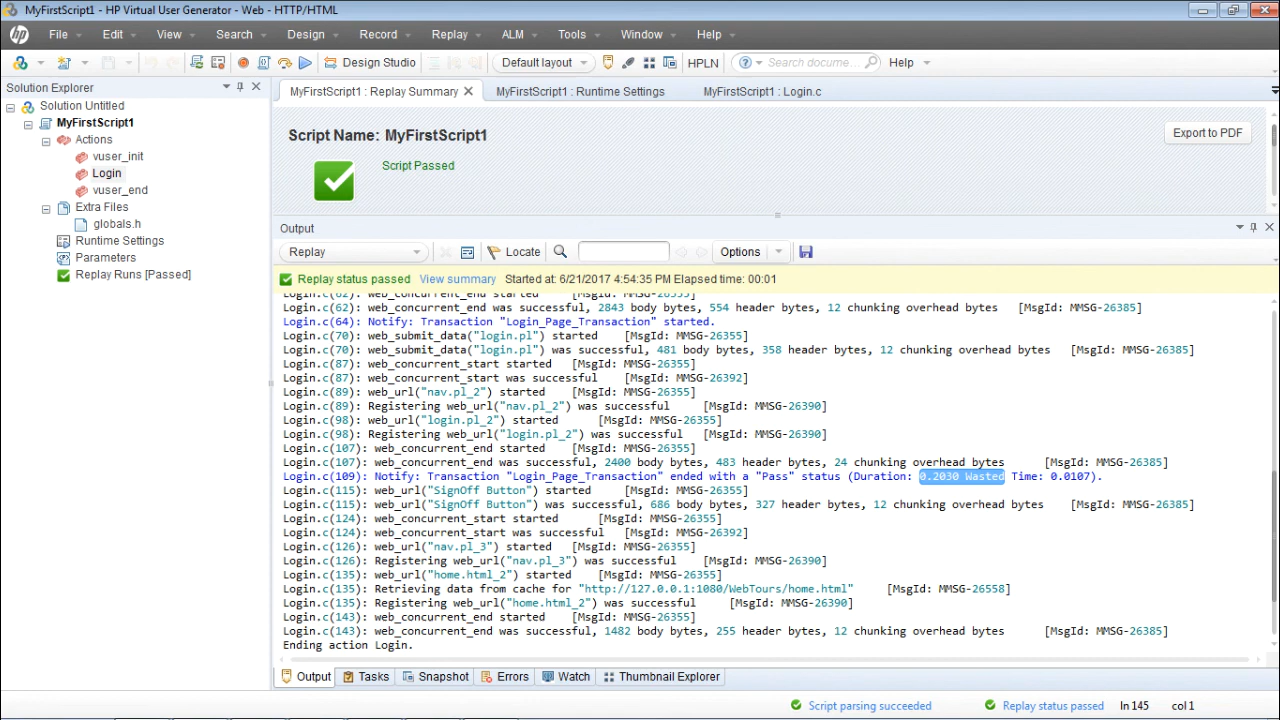 MyFirstScript1 - HP Virtual User Generator - Web - HTTP/HTML
File Edit View Search Design Record Replay ALM Tools Window Help
Design Studio Default layout HPLN Search docume... Help
Solution Explorer
Solution Untitled
MyFirstScript1
Actions
vuser_init
Login
vuser_end
Extra Files
globals.h
Runtime Settings
Parameters
Replay Runs [Passed]
MyFirstScript1 : Replay Summary MyFirstScript1 : Runtime Settings MyFirstScript1 : Login.c
Script Name: MyFirstScript1
Export to PDF
Script Passed
Output
Replay Locate Options
Replay status passed View summary Started at: 6/21/2017 4:54:35 PM Elapsed time: 00:01
Login.c(62): web_concurrent_end started [MsgId: MMSG-26355]
Login.c(62): web_concurrent_end was successful, 2843 body bytes, 554 header bytes, 12 chunking overhead bytes [MsgId: MMSG-26385]
Login.c(64): Notify: Transaction "Login_Page_Transaction" started.
Login.c(70): web_submit_data("login.pl") started [MsgId: MMSG-26355]
Login.c(70): web_submit_data("login.pl") was successful, 481 body bytes, 358 header bytes, 12 chunking overhead bytes [MsgId: MMSG-26385]
Login.c(87): web_concurrent_start started [MsgId: MMSG-26355]
Login.c(87): web_concurrent_start was successful [MsgId: MMSG-26392]
Login.c(89): web_url("nav.pl_2") started [MsgId: MMSG-26355]
Login.c(89): Registering web_url("nav.pl_2") was successful [MsgId: MMSG-26390]
Login.c(98): web_url("login.pl_2") started [MsgId: MMSG-26355]
Login.c(98): Registering web_url("login.pl_2") was successful [MsgId: MMSG-26390]
Login.c(107): web_concurrent_end started [MsgId: MMSG-26355]
Login.c(107): web_concurrent_end was successful, 2400 body bytes, 483 header bytes, 24 chunking overhead bytes [MsgId: MMSG-26385]
Login.c(109): Notify: Transaction "Login_Page_Transaction" ended with a "Pass" status (Duration: 0.2030 Wasted Time: 0.0107).
Login.c(115): web_url("SignOff Button") started [MsgId: MMSG-26355]
Login.c(115): web_url("SignOff Button") was successful, 686 body bytes, 327 header bytes, 12 chunking overhead bytes [MsgId: MMSG-26385]
Login.c(124): web_concurrent_start started [MsgId: MMSG-26355]
Login.c(124): web_concurrent_start was successful [MsgId: MMSG-26392]
Login.c(126): web_url("nav.pl_3") started [MsgId: MMSG-26355]
Login.c(126): Registering web_url("nav.pl_3") was successful [MsgId: MMSG-26390]
Login.c(135): web_url("home.html_2") started [MsgId: MMSG-26355]
Login.c(135): Retrieving data from cache for "http://127.0.0.1:1080/WebTours/home.html" [MsgId: MMSG-26558]
Login.c(135): Registering web_url("home.html_2") was successful [MsgId: MMSG-26390]
Login.c(143): web_concurrent_end started [MsgId: MMSG-26355]
Login.c(143): web_concurrent_end was successful, 1482 body bytes, 255 header bytes, 12 chunking overhead bytes [MsgId: MMSG-26385]
Ending action Login.
Output Tasks Snapshot Errors Watch Thumbnail Explorer
Script parsing succeeded Replay status passed ln 145 col 1